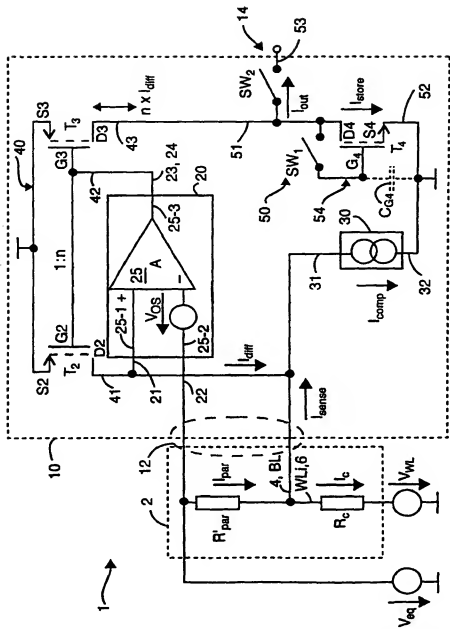 1
10
2
12
14
40
S2
G2
T2
D2
1:n
S3
G3
T3
D3
n x Idiff
41
42
43
23, 24
20
25-3
25
A
25-1 +
–
VOS
25-2
21
22
Idiff
51
SW2
53
Iout
SW1
50
D4
S4
G4
T4
Istore
52
54
CG4
30
31
32
Icomp
Isense
4, BL
WLi,6
Ipar
R'par
Ic
Rc
VWL
Veq